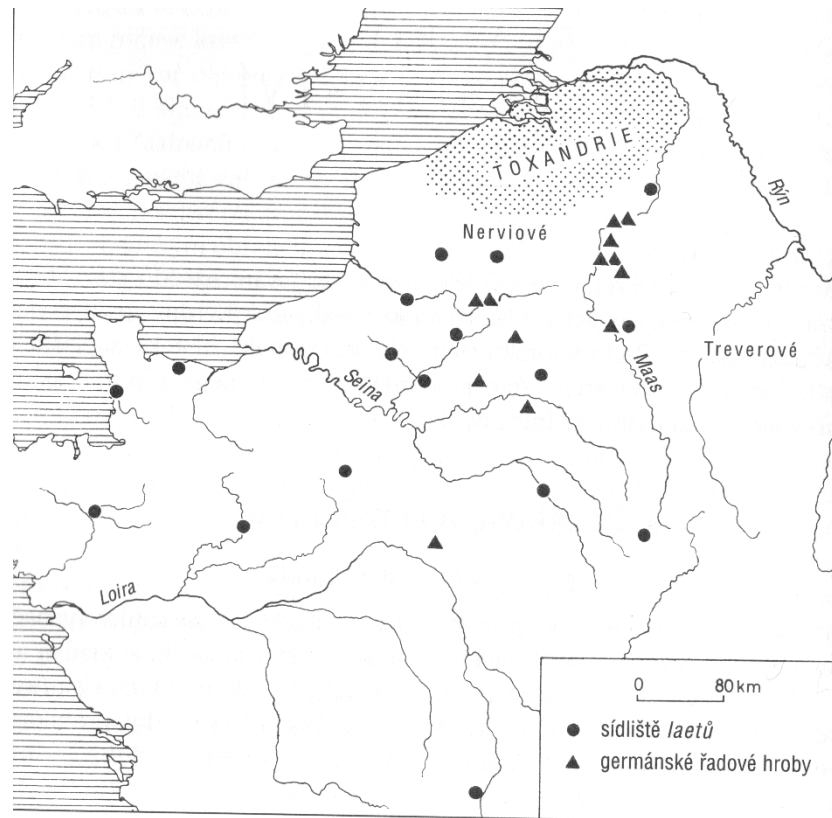 TOXANDRIE
Rýn
Nerviové
Seina
Maas
Treverové
Loira
0 80 km
sídliště laetů
germánské řadové hroby